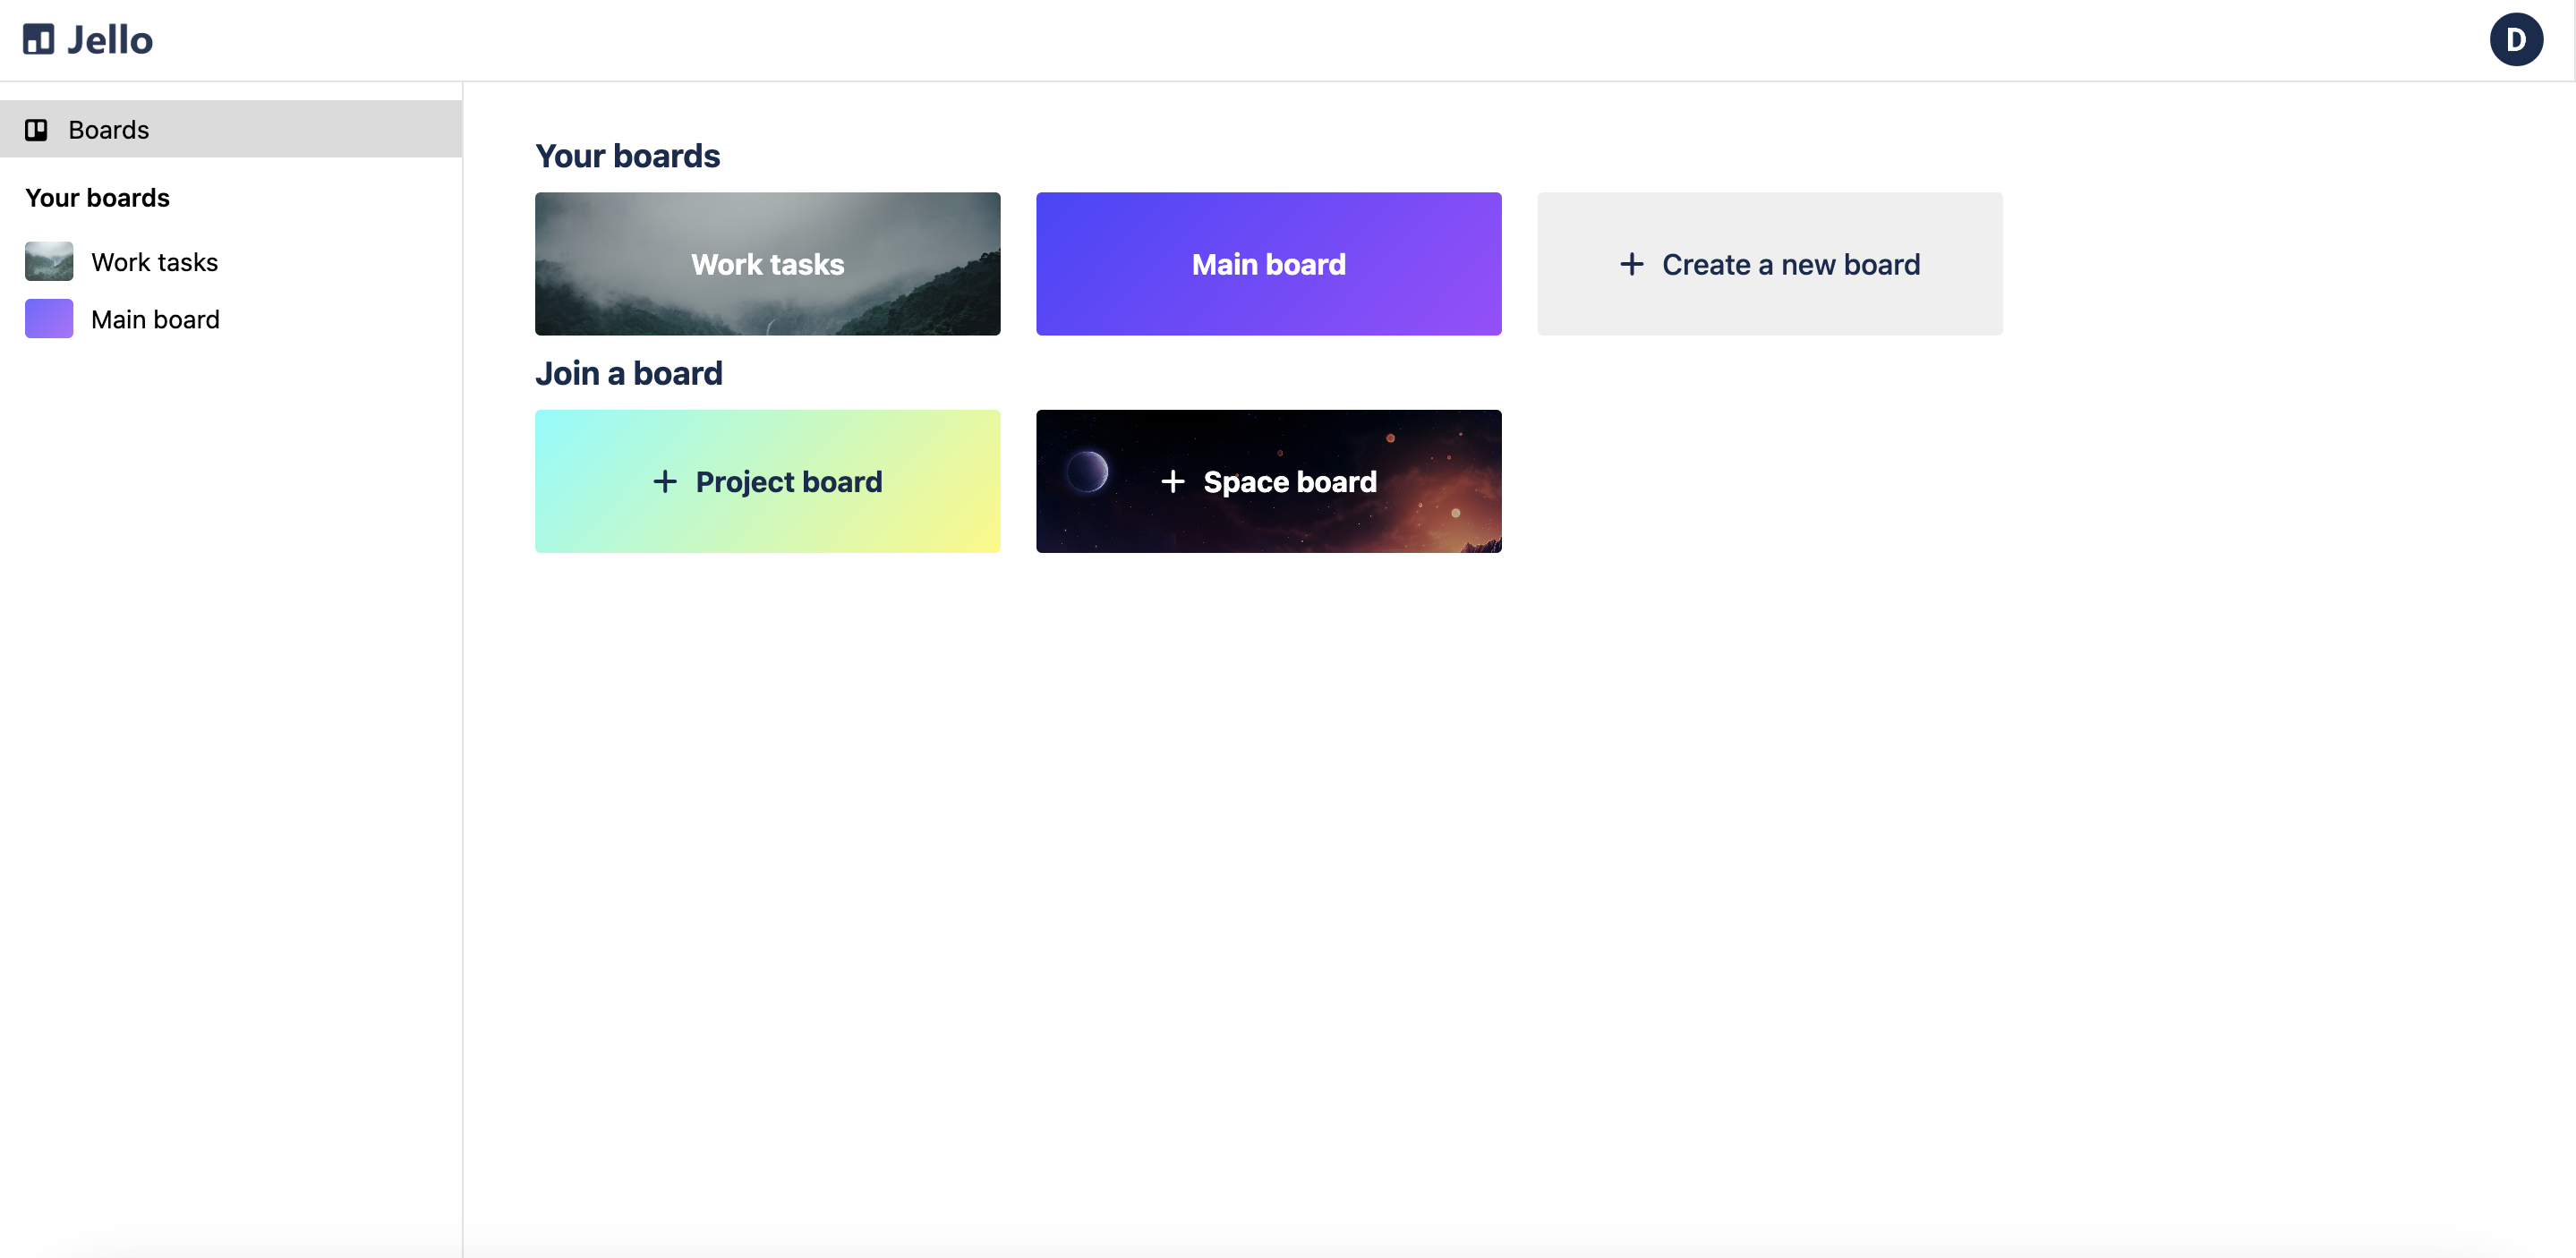 Jello
D
Boards
Your boards
Work tasks
Main board
Your boards
Work tasks
Main board
+ Create a new board
Join a board
+ Project board
+ Space board